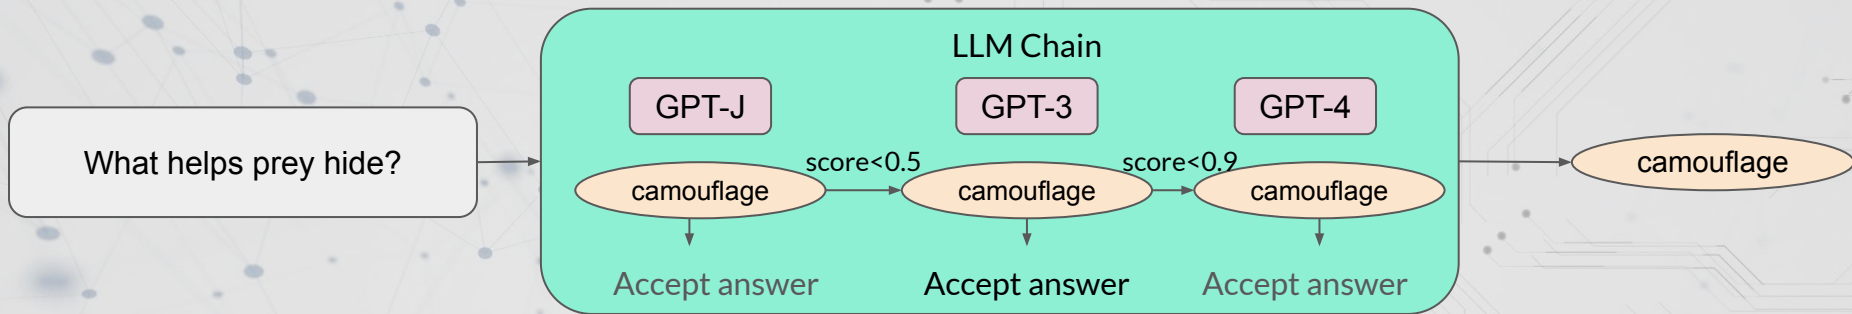 LLM Chain
GPT-J
GPT-3
GPT-4
What helps prey hide?
score<0.5
score<0.9
camouflage
camouflage
camouflage
camouflage
Accept answer
Accept answer
Accept answer